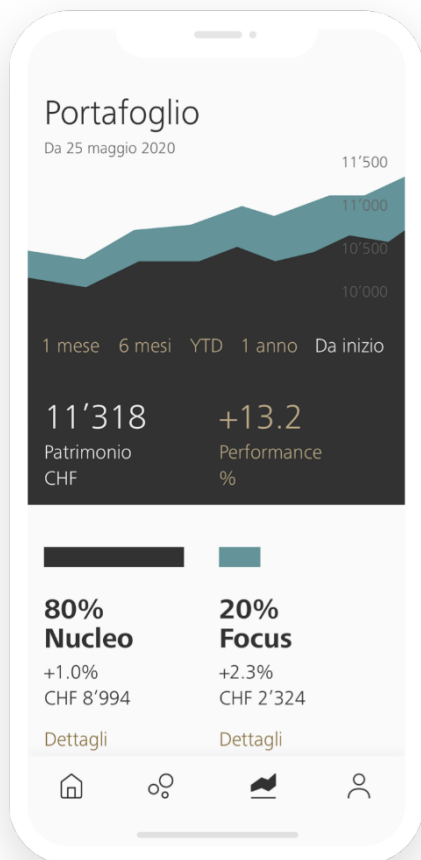 Portafoglio
Da 25 maggio 2020
11’500
11’000
10’500
10’000
1 mese 6 mesi YTD 1 anno Da inizio
11’318 +13.2
Patrimonio Performance
CHF %
80% 20%
Nucleo Focus
+1.0% +2.3%
CHF 8’994 CHF 2’324
Dettagli Dettagli